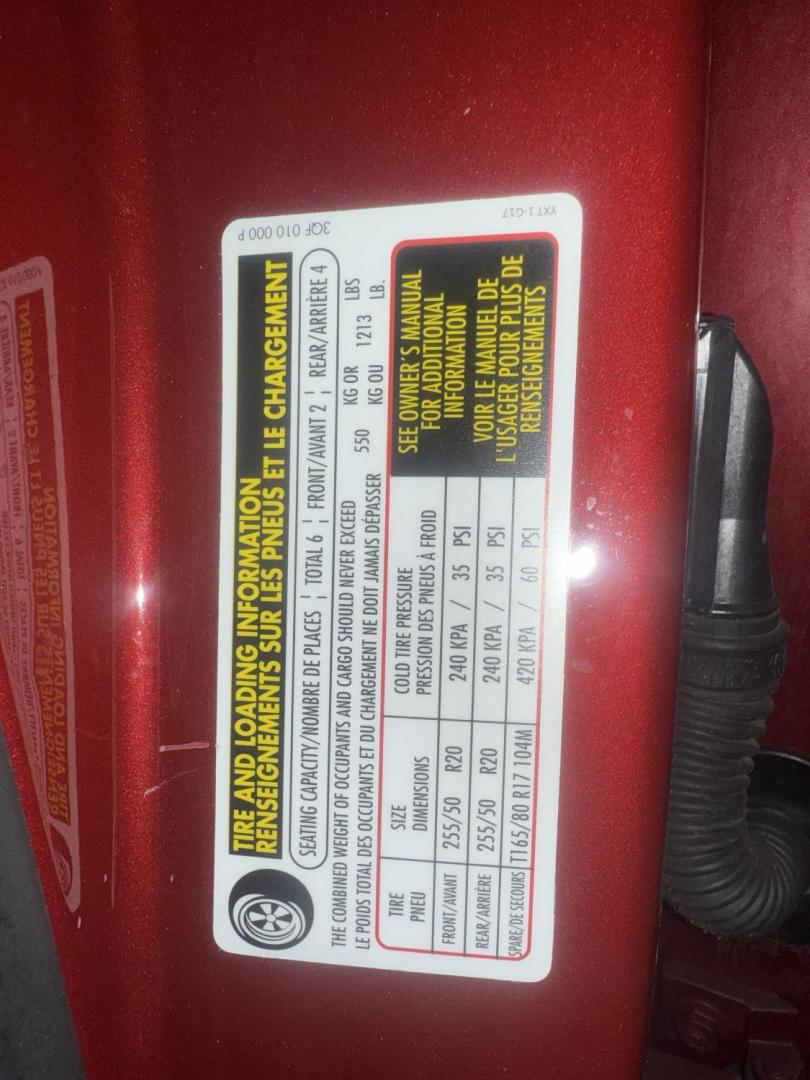 3QF 010 000 P
TIRE AND LOADING INFORMATION
RENSEIGNEMENTS SUR LES PNEUS ET LE CHARGEMENT
SEATING CAPACITY/NOMBRE DE PLACES ¦ TOTAL 6 ¦ FRONT/AVANT 2 ¦ REAR/ARRIÈRE 4
THE COMBINED WEIGHT OF OCCUPANTS AND CARGO SHOULD NEVER EXCEED 550 KG OR 1213 LBS
LE POIDS TOTAL DES OCCUPANTS ET DU CHARGEMENT NE DOIT JAMAIS DÉPASSER KG OU LB.
TIRE SIZE COLD TIRE PRESSURE
PNEU DIMENSIONS PRESSION DES PNEUS À FROID
FRONT/AVANT 255/50 R20 240 KPA / 35 PSI
REAR/ARRIÈRE 255/50 R20 240 KPA / 35 PSI
SPARE/DE SECOURS T165/80 R17 104M 420 KPA / 60 PSI
SEE OWNER'S MANUAL
FOR ADDITIONAL
INFORMATION
VOIR LE MANUEL DE
L'USAGER POUR PLUS DE
RENSEIGNEMENTS
YXT 1-G17